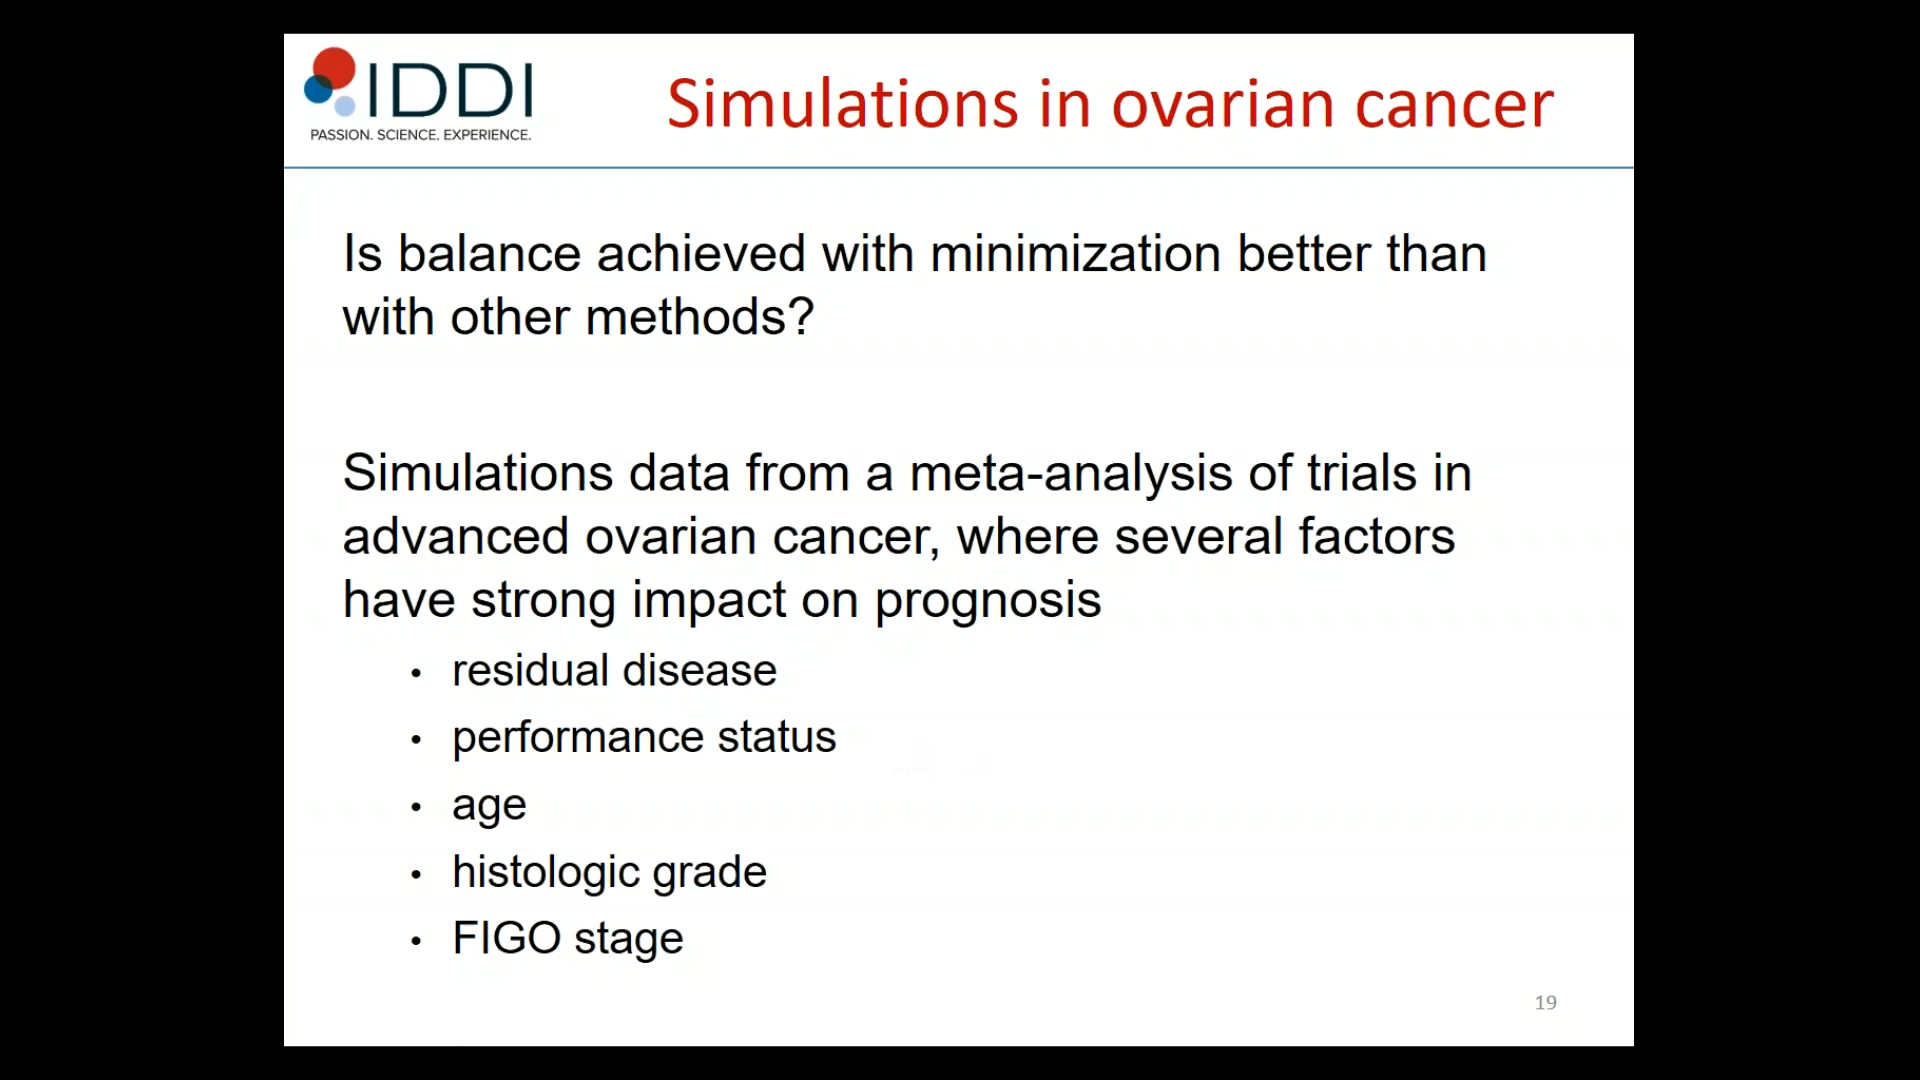 IDDI
PASSION. SCIENCE. EXPERIENCE.
Simulations in ovarian cancer
Is balance achieved with minimization better than
with other methods?
Simulations data from a meta-analysis of trials in
advanced ovarian cancer, where several factors
have strong impact on prognosis
• residual disease
• performance status
• age
• histologic grade
• FIGO stage
19